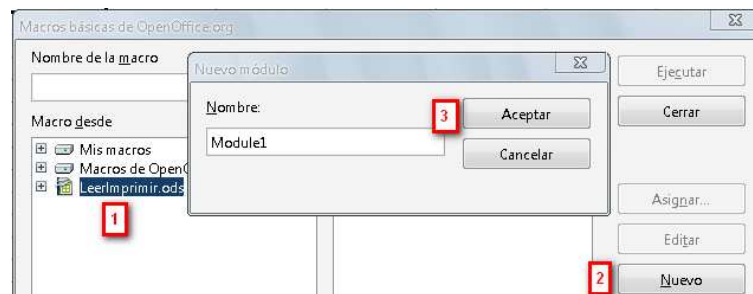 Macros básicas de OpenOffice.org
Nombre de la macro
Macro desde
Mis macros
Macros de OpenO
LeerImprimir.ods
1
Nuevo módulo
Nombre:
Module1
3
Aceptar
Cancelar
Ejecutar
Cerrar
Asignar...
Editar
2
Nuevo